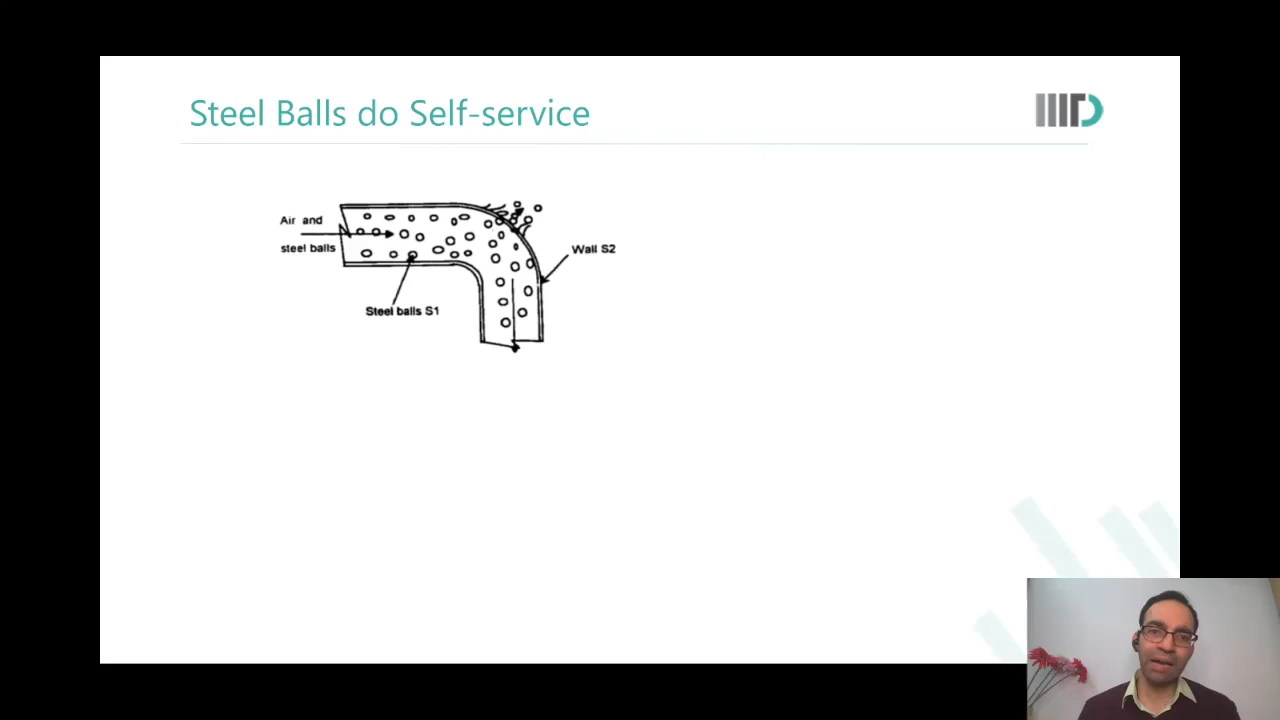 Steel Balls do Self-service
Air and
steel balls
Wall S2
Steel balls S1